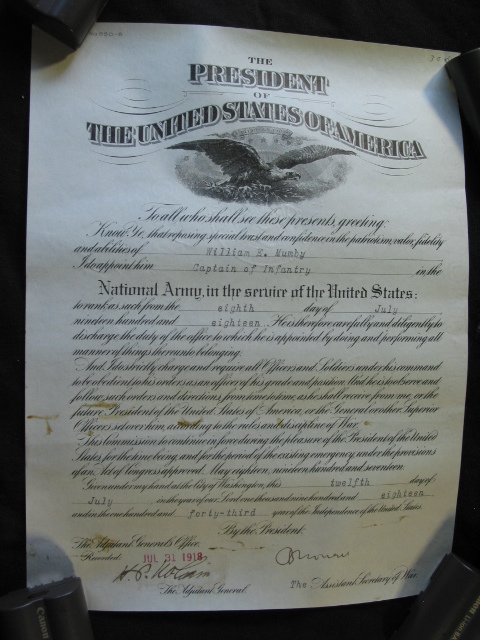 THE
PRESIDENT
OF
THE UNITED STATES OF AMERICA
To all who shall see these presents, greeting:
Know Ye, that reposing special trust and confidence in the patriotism, valor, fidelity
and abilities of William E. Mumby
I do appoint him Captain of Infantry in the
National Army, in the service of the United States:
to rank as such from the eighth day of July
nineteen hundred and eighteen. He is therefore carefully and diligently to
discharge the duty of the office to which he is appointed by doing and performing all
manner of things thereunto belonging.
And I do strictly charge and require all Officers and Soldiers under his command
to be obedient to his orders as an officer of his grade and position. And he is to observe and
follow such orders and directions, from time to time, as he shall receive from me, or the
future President of the United States of America, or the General or other Superior
Officers set over him, according to the rules and discipline of War.
This Commission to continue in force during the pleasure of the President of the United
States for the time being, and for the period of the existing emergency, under the provisions
of an Act of Congress approved May eighteen, nineteen hundred and seventeen.
Given under my hand at the City of Washington, this twelfth day of
July in the year of our Lord one thousand nine hundred and eighteen
and in the one hundred and forty-third year of the Independence of the United States.
By the President:
The Adjutant General's Office,
Recorded: JUL 31 1918
The Adjutant General.
The Assistant Secretary of War.
Canon
Canon